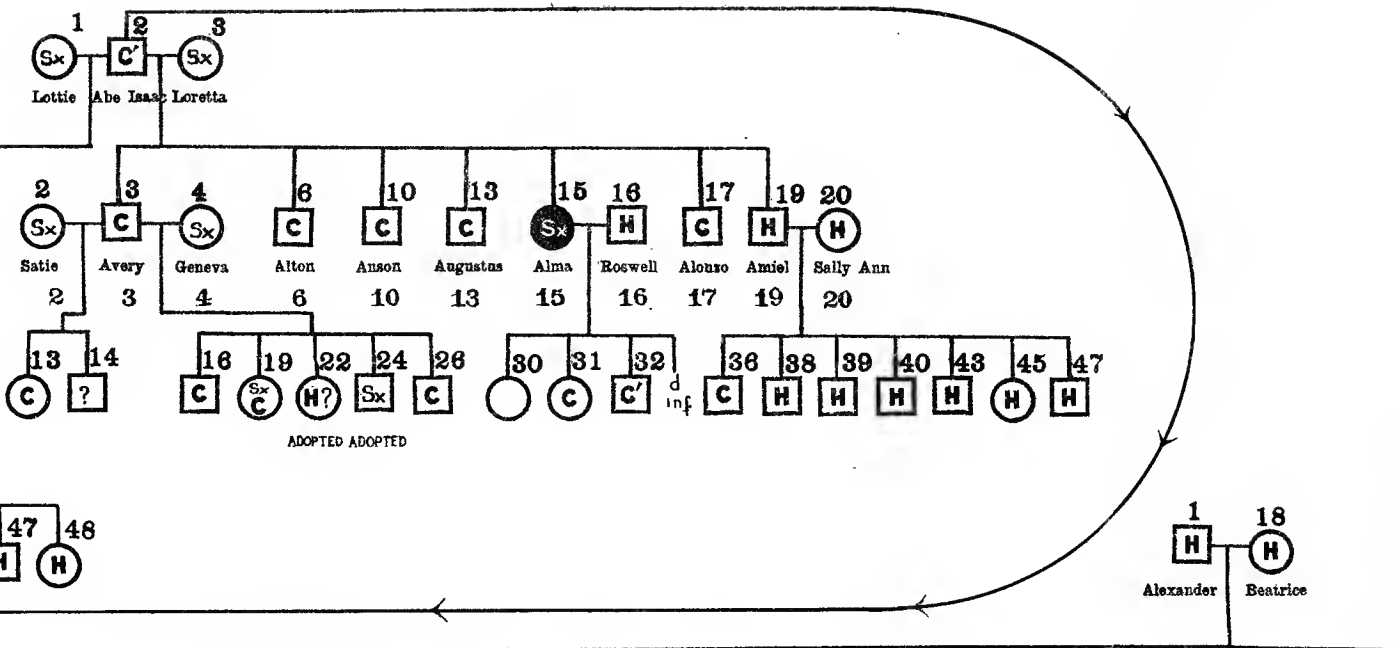 1 2 3
Sx C' Sx
Lottie Abe Isaac Loretta
2 3 4 6 10 13 15 16 17 19 20
Sx C Sx C C C Sx H C H H
Satie Avery Geneva Alton Anson Augustus Alma Roswell Alonzo Amiel Sally Ann
2 3 4 6 10 13 15 16 17 19 20
13 14 16 19 22 24 26 30 31 32 d 36 38 39 40 43 45 47
inf
C ? C Sx C H? Sx C C C' C H H H H H H
ADOPTED ADOPTED
47 48
H H
1 18
H H
Alexander Beatrice